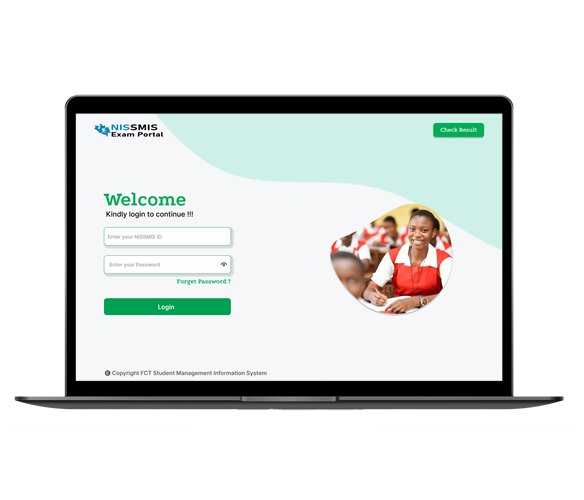 NISSMIS
Exam Portal
Check Result
Welcome
Kindly login to continue !!!
Enter your NISSMIS ID
Enter your Password
Forget Password ?
Login
© Copyright FCT Student Management Information System